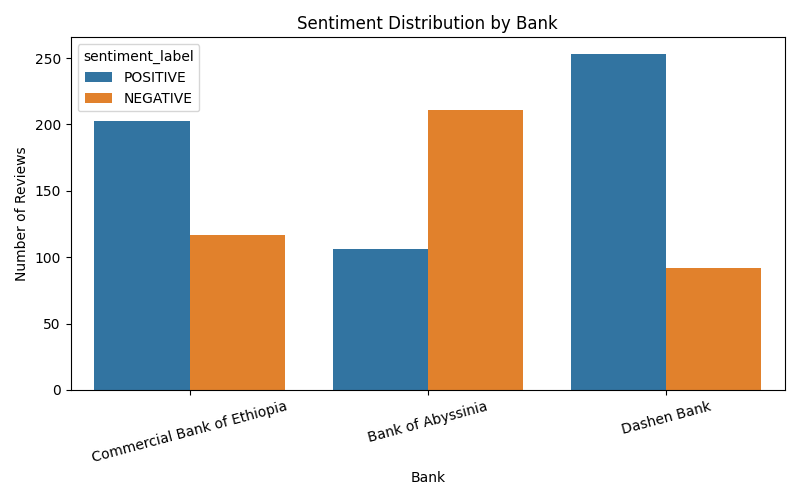 Sentiment Distribution by Bank
sentiment_label
POSITIVE
NEGATIVE
Number of Reviews
250
200
150
100
50
0
Commercial Bank of Ethiopia
Bank of Abyssinia
Dashen Bank
Bank